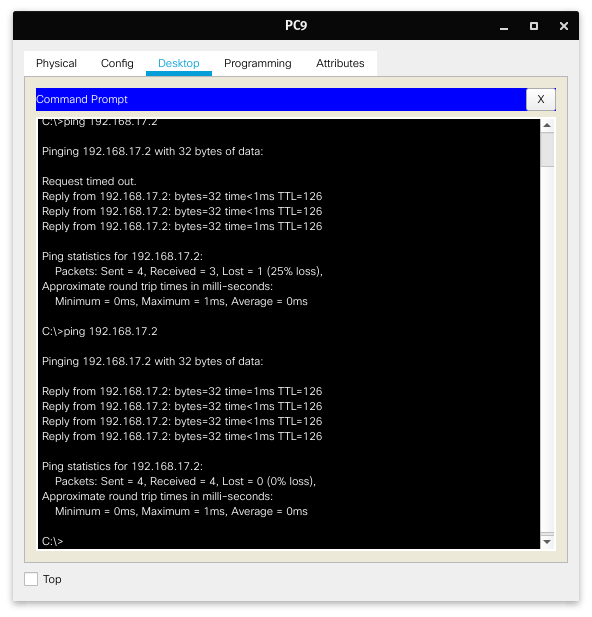 PC9
Physical Config Desktop Programming Attributes
Command Prompt
X
C:\>ping 192.168.17.2
Pinging 192.168.17.2 with 32 bytes of data:
Request timed out.
Reply from 192.168.17.2: bytes=32 time<1ms TTL=126
Reply from 192.168.17.2: bytes=32 time<1ms TTL=126
Reply from 192.168.17.2: bytes=32 time=1ms TTL=126
Ping statistics for 192.168.17.2:
Packets: Sent = 4, Received = 3, Lost = 1 (25% loss),
Approximate round trip times in milli-seconds:
Minimum = 0ms, Maximum = 1ms, Average = 0ms
C:\>ping 192.168.17.2
Pinging 192.168.17.2 with 32 bytes of data:
Reply from 192.168.17.2: bytes=32 time=1ms TTL=126
Reply from 192.168.17.2: bytes=32 time<1ms TTL=126
Reply from 192.168.17.2: bytes=32 time<1ms TTL=126
Reply from 192.168.17.2: bytes=32 time<1ms TTL=126
Ping statistics for 192.168.17.2:
Packets: Sent = 4, Received = 4, Lost = 0 (0% loss),
Approximate round trip times in milli-seconds:
Minimum = 0ms, Maximum = 1ms, Average = 0ms
C:\>
Top